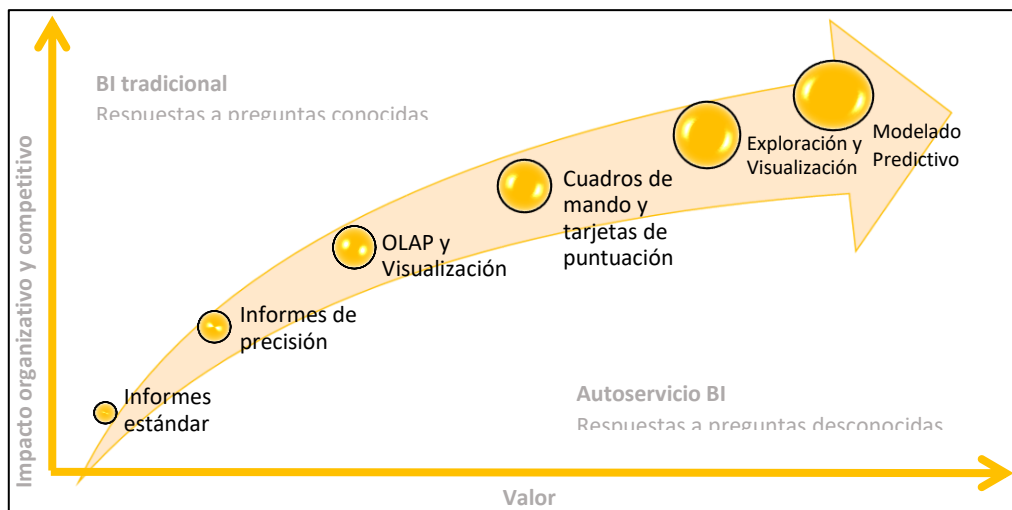 Impacto organizativo y competitivo
BI tradicional
Respuestas a preguntas conocidas
Modelado
Predictivo
Exploración y
Visualización
Cuadros de
mando y
tarjetas de
puntuación
OLAP y
Visualización
Informes de
precisión
Informes
estándar
Autoservicio BI
Respuestas a preguntas desconocidas
Valor